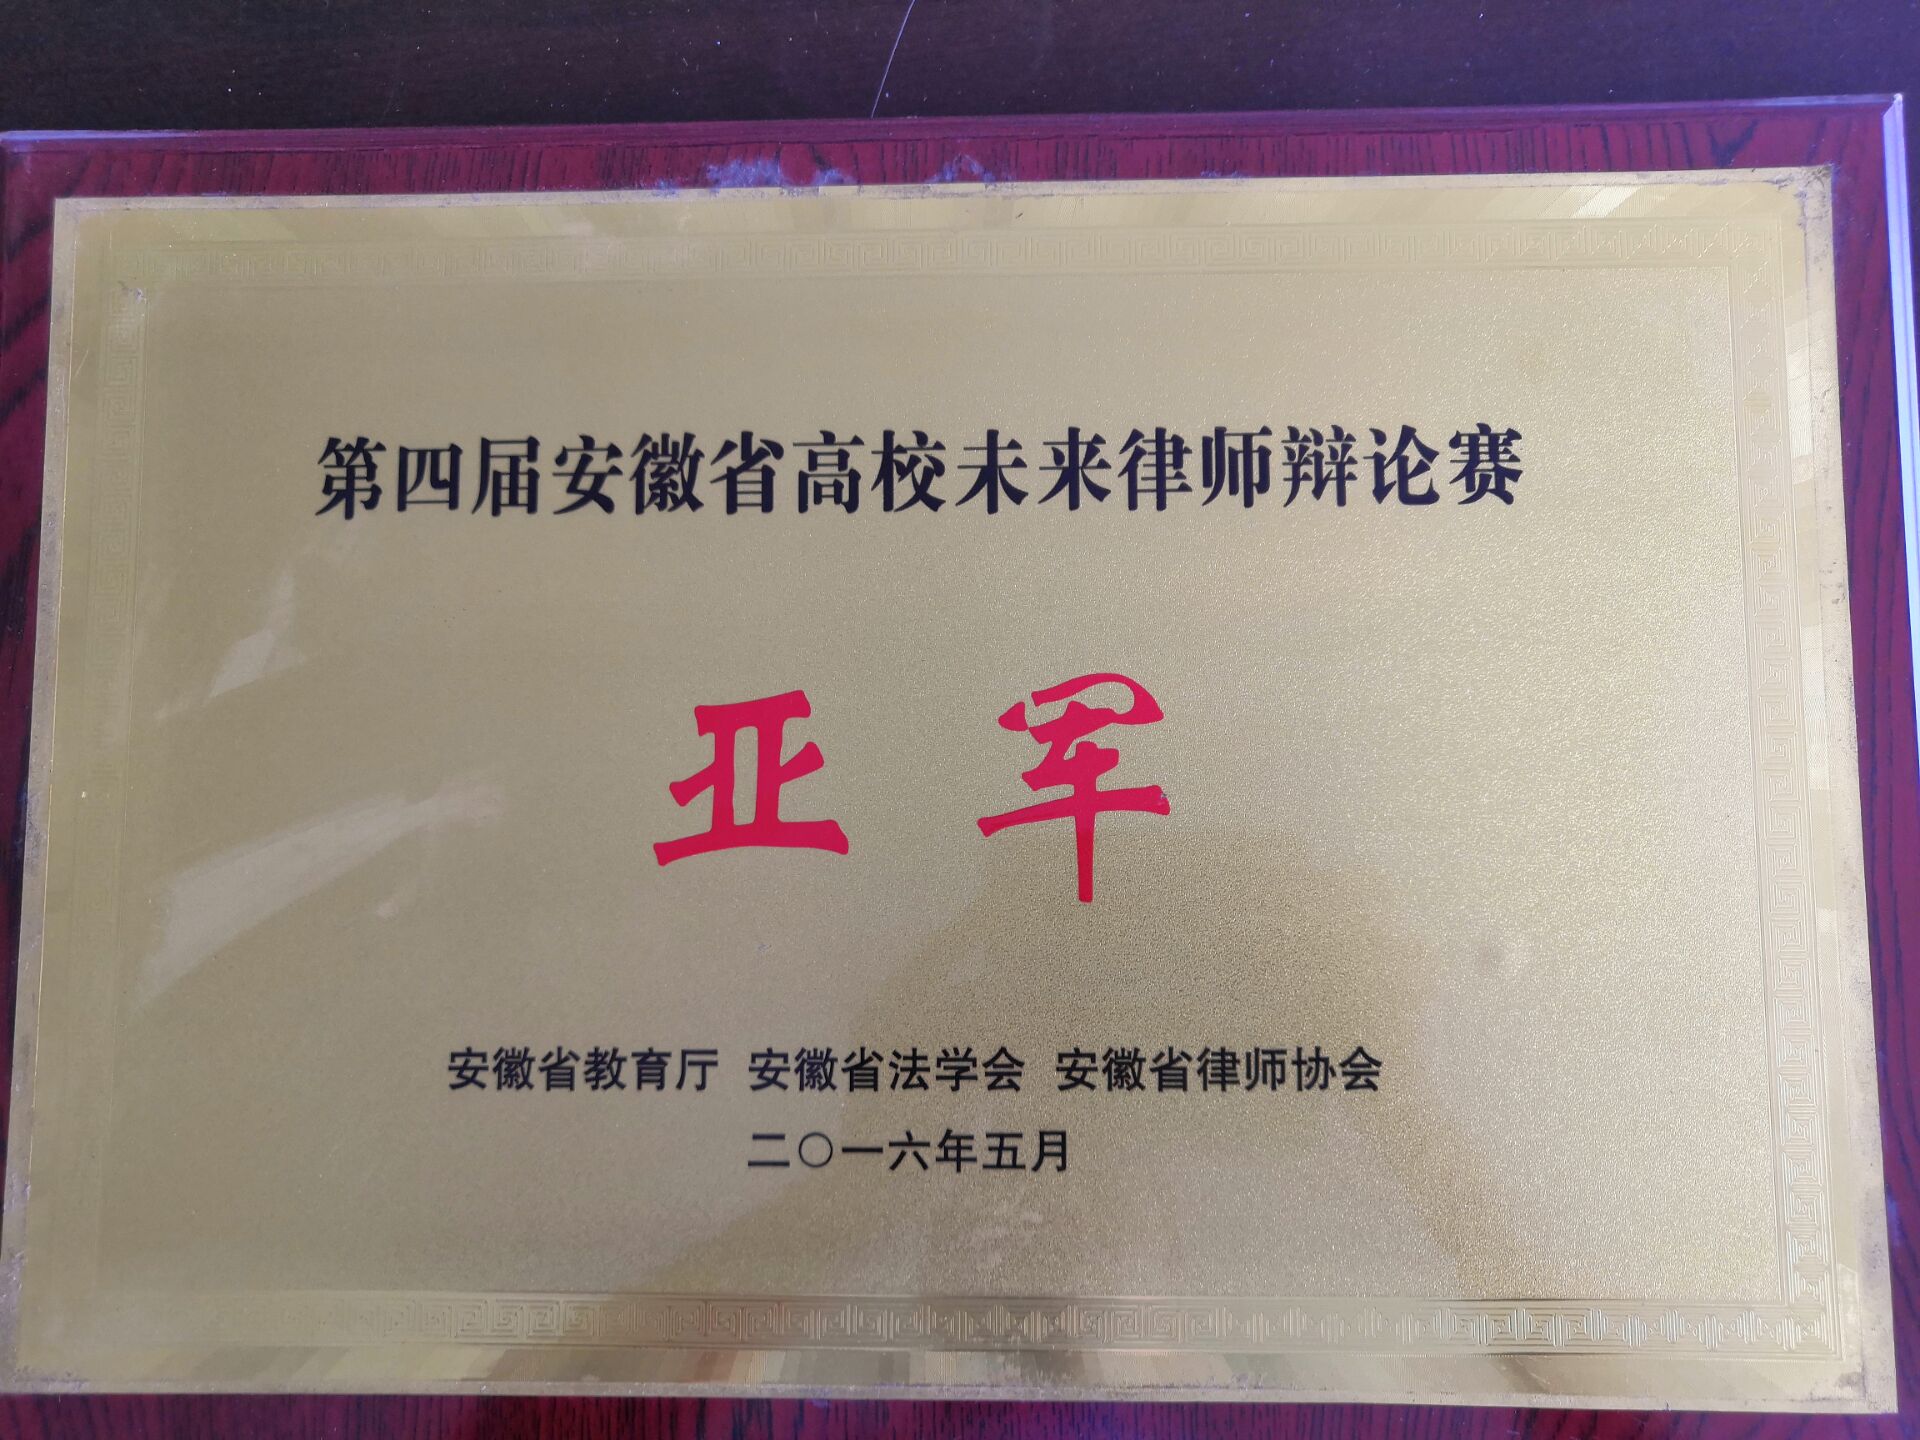 第四届安徽省高校未来律师辩论赛
亚军
安徽省教育厅 安徽省法学会 安徽省律师协会
二〇一六年五月